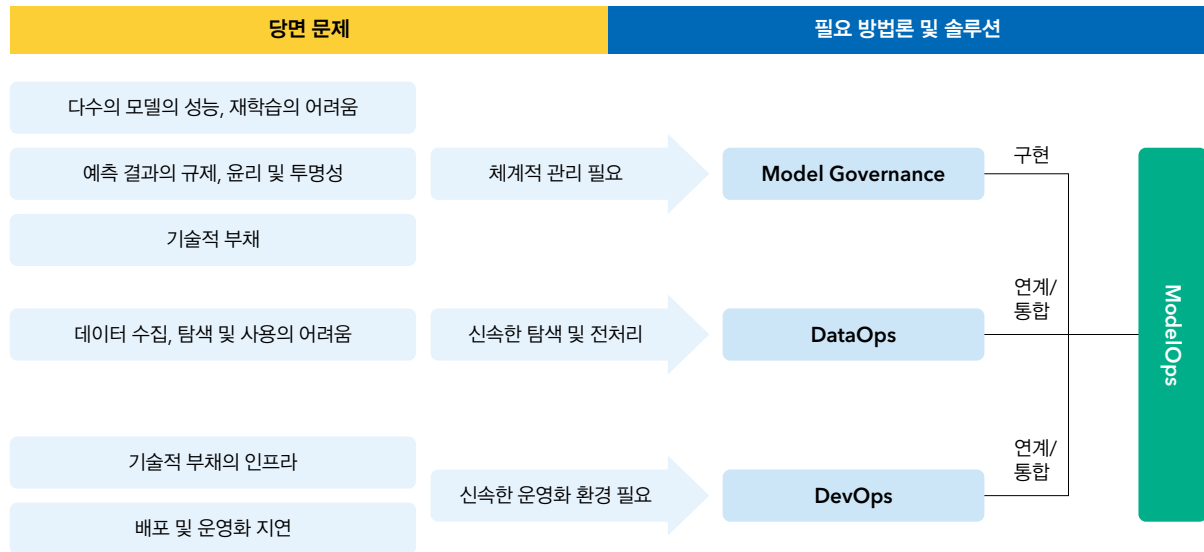 당면 문제
필요 방법론 및 솔루션
다수의 모델의 성능, 재학습의 어려움
예측 결과의 규제, 윤리 및 투명성
기술적 부채
체계적 관리 필요
Model Governance
구현
데이터 수집, 탐색 및 사용의 어려움
신속한 탐색 및 전처리
DataOps
연계/
통합
기술적 부채의 인프라
배포 및 운영화 지연
신속한 운영화 환경 필요
DevOps
연계/
통합
ModelOps